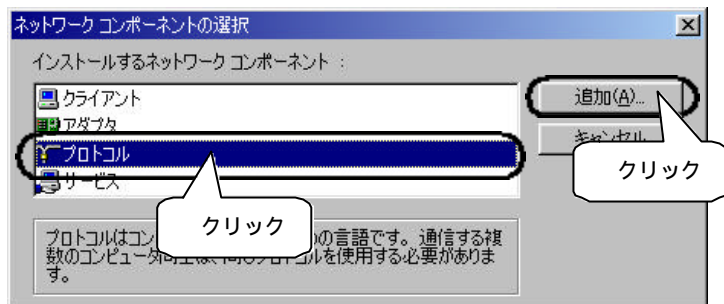 ネットワーク コンポーネントの選択
インストールするネットワーク コンポーネント :
クライアント
アダプタ
プロトコル
サービス
追加(A)...
キャンセル
クリック
クリック
プロトコルはコン の言語です。通信する複
数のコンピュータ同士は、同じプロトコルを使用する必要がありま
す。